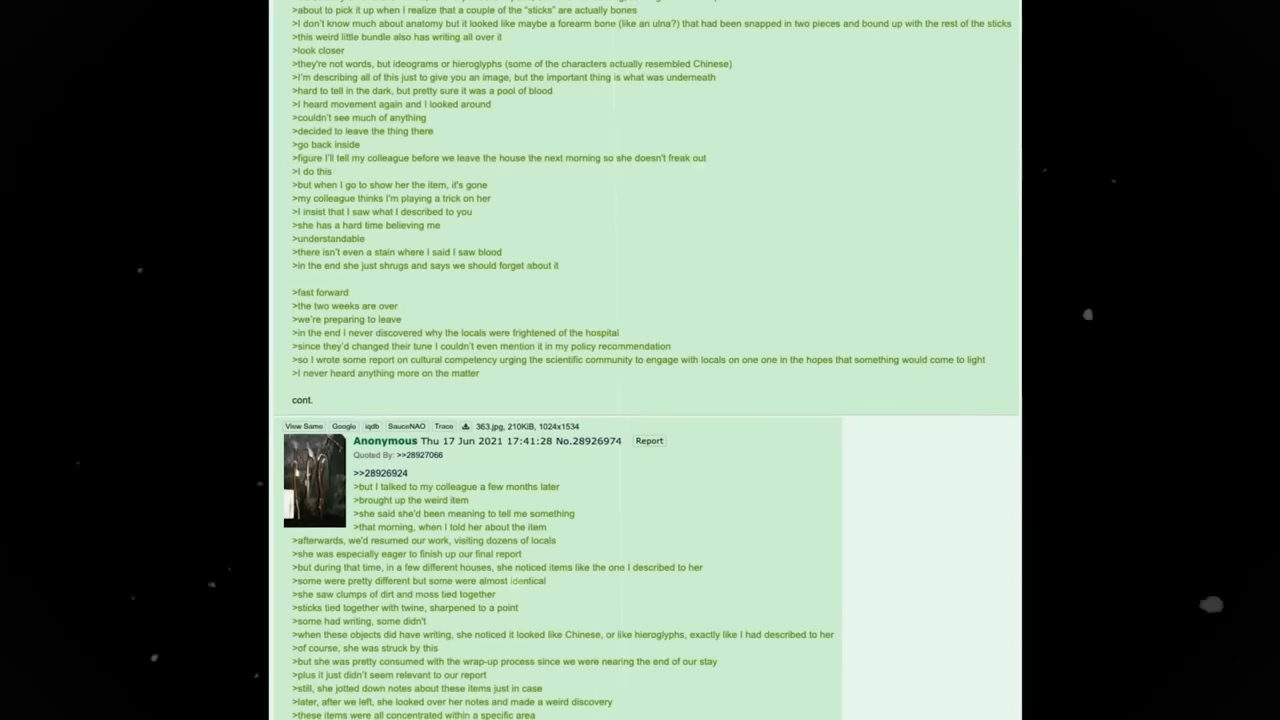 >about to pick it up when I realize that a couple of the "sticks" are actually bones
>I don't know much about anatomy but it looked like maybe a forearm bone (like an ulna?) that had been snapped in two pieces and bound up with the rest of the sticks
>this weird little bundle also has writing all over it
>look closer
>they're not words, but ideograms or hieroglyphs (some of the characters actually resembled Chinese)
>I'm describing all of this just to give you an image, but the important thing is what was underneath
>hard to tell in the dark, but pretty sure it was a pool of blood
>I heard movement again and I looked around
>couldn't see much of anything
>decided to leave the thing there
>go back inside
>figure I'll tell my colleague before we leave the house the next morning so she doesn't freak out
>I do this
>but when I go to show her the item, it's gone
>my colleague thinks I'm playing a trick on her
>I insist that I saw what I described to you
>she has a hard time believing me
>understandable
>there isn't even a stain where I said I saw blood
>in the end she just shrugs and says we should forget about it
>fast forward
>the two weeks are over
>we're preparing to leave
>in the end I never discovered why the locals were frightened of the hospital
>since they'd changed their tune I couldn't even mention it in my policy recommendation
>so I wrote some report on cultural competency urging the scientific community to engage with locals on one one in the hopes that something would come to light
>I never heard anything more on the matter
cont.
View Same Google iqdb SauceNAO Trace 363.jpg, 210KiB, 1024x1534
Anonymous Thu 17 Jun 2021 17:41:28 No.28926974 Report
Quoted By: >>28927066
>>28926924
>but I talked to my colleague a few months later
>brought up the weird item
>she said she'd been meaning to tell me something
>that morning, when I told her about the item
>afterwards, we'd resumed our work, visiting dozens of locals
>she was especially eager to finish up our final report
>but during that time, in a few different houses, she noticed items like the one I described to her
>some were pretty different but some were almost identical
>she saw clumps of dirt and moss tied together
>sticks tied together with twine, sharpened to a point
>some had writing, some didn't
>when these objects did have writing, she noticed it looked like Chinese, or like hieroglyphs, exactly like I had described to her
>of course, she was struck by this
>but she was pretty consumed with the wrap-up process since we were nearing the end of our stay
>plus it just didn't seem relevant to our report
>still, she jotted down notes about these items just in case
>later, after we left, she looked over her notes and made a weird discovery
>these items were all concentrated within a specific area